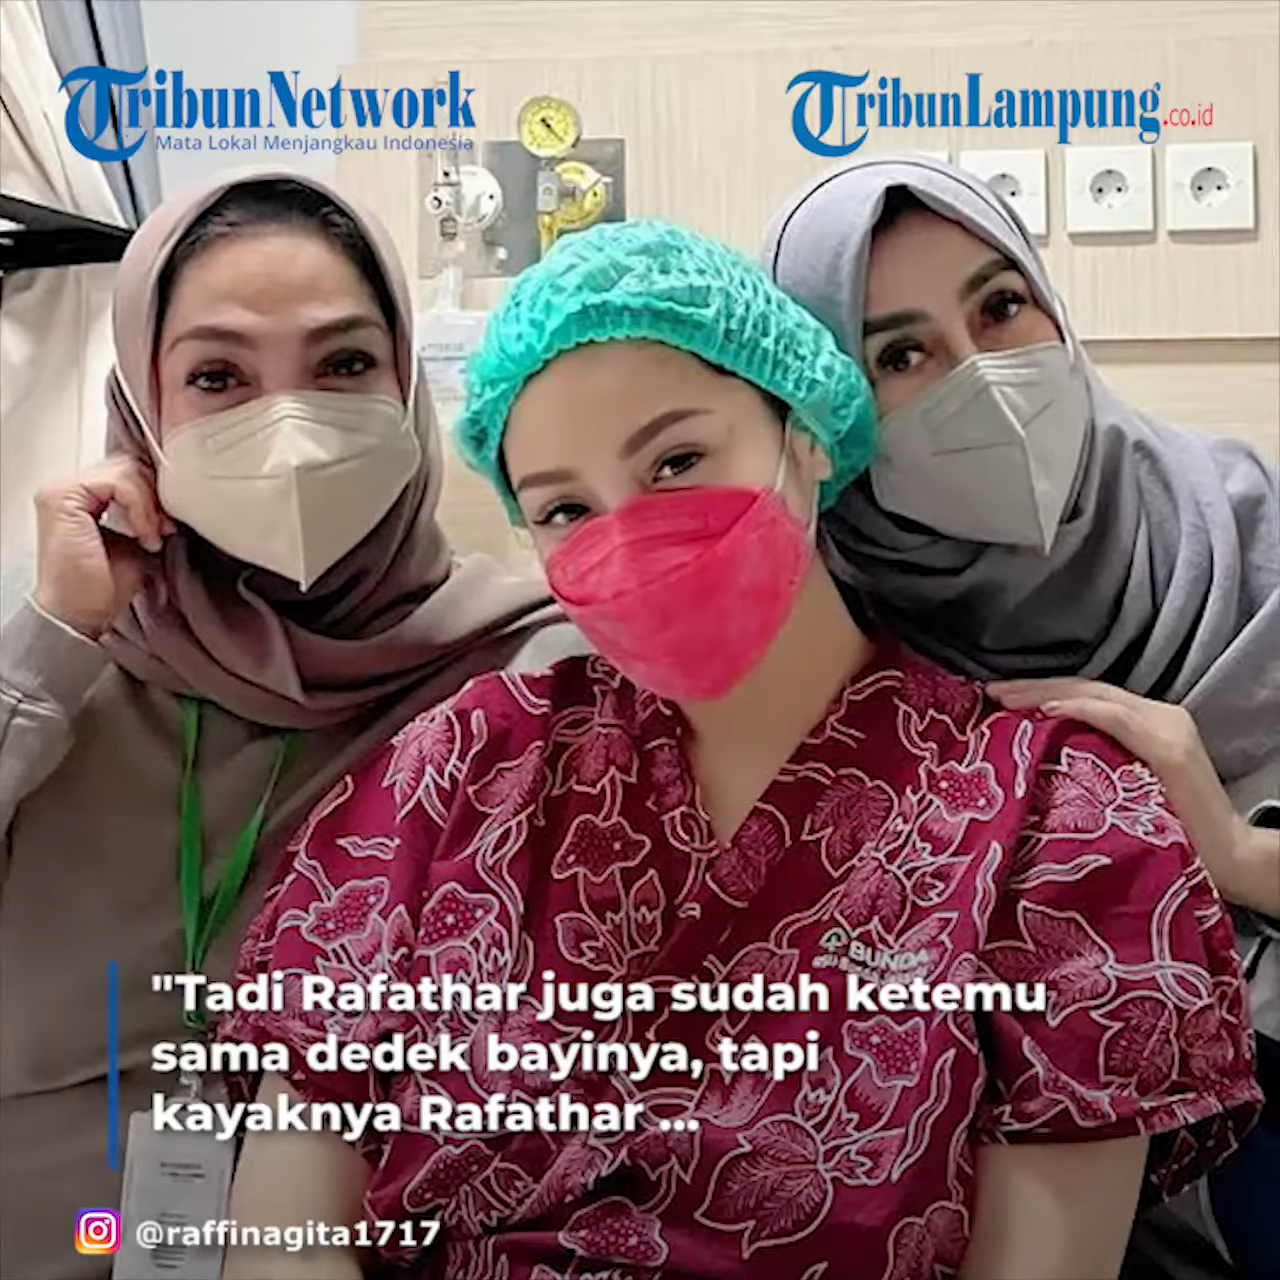 TribunNetwork
Mata Lokal Menjangkau Indonesia
TribunLampung.co.id
BUNDA
"Tadi Rafathar juga sudah ketemu
sama dedek bayinya, tapi
kayaknya Rafathar ...
@raffinagita1717